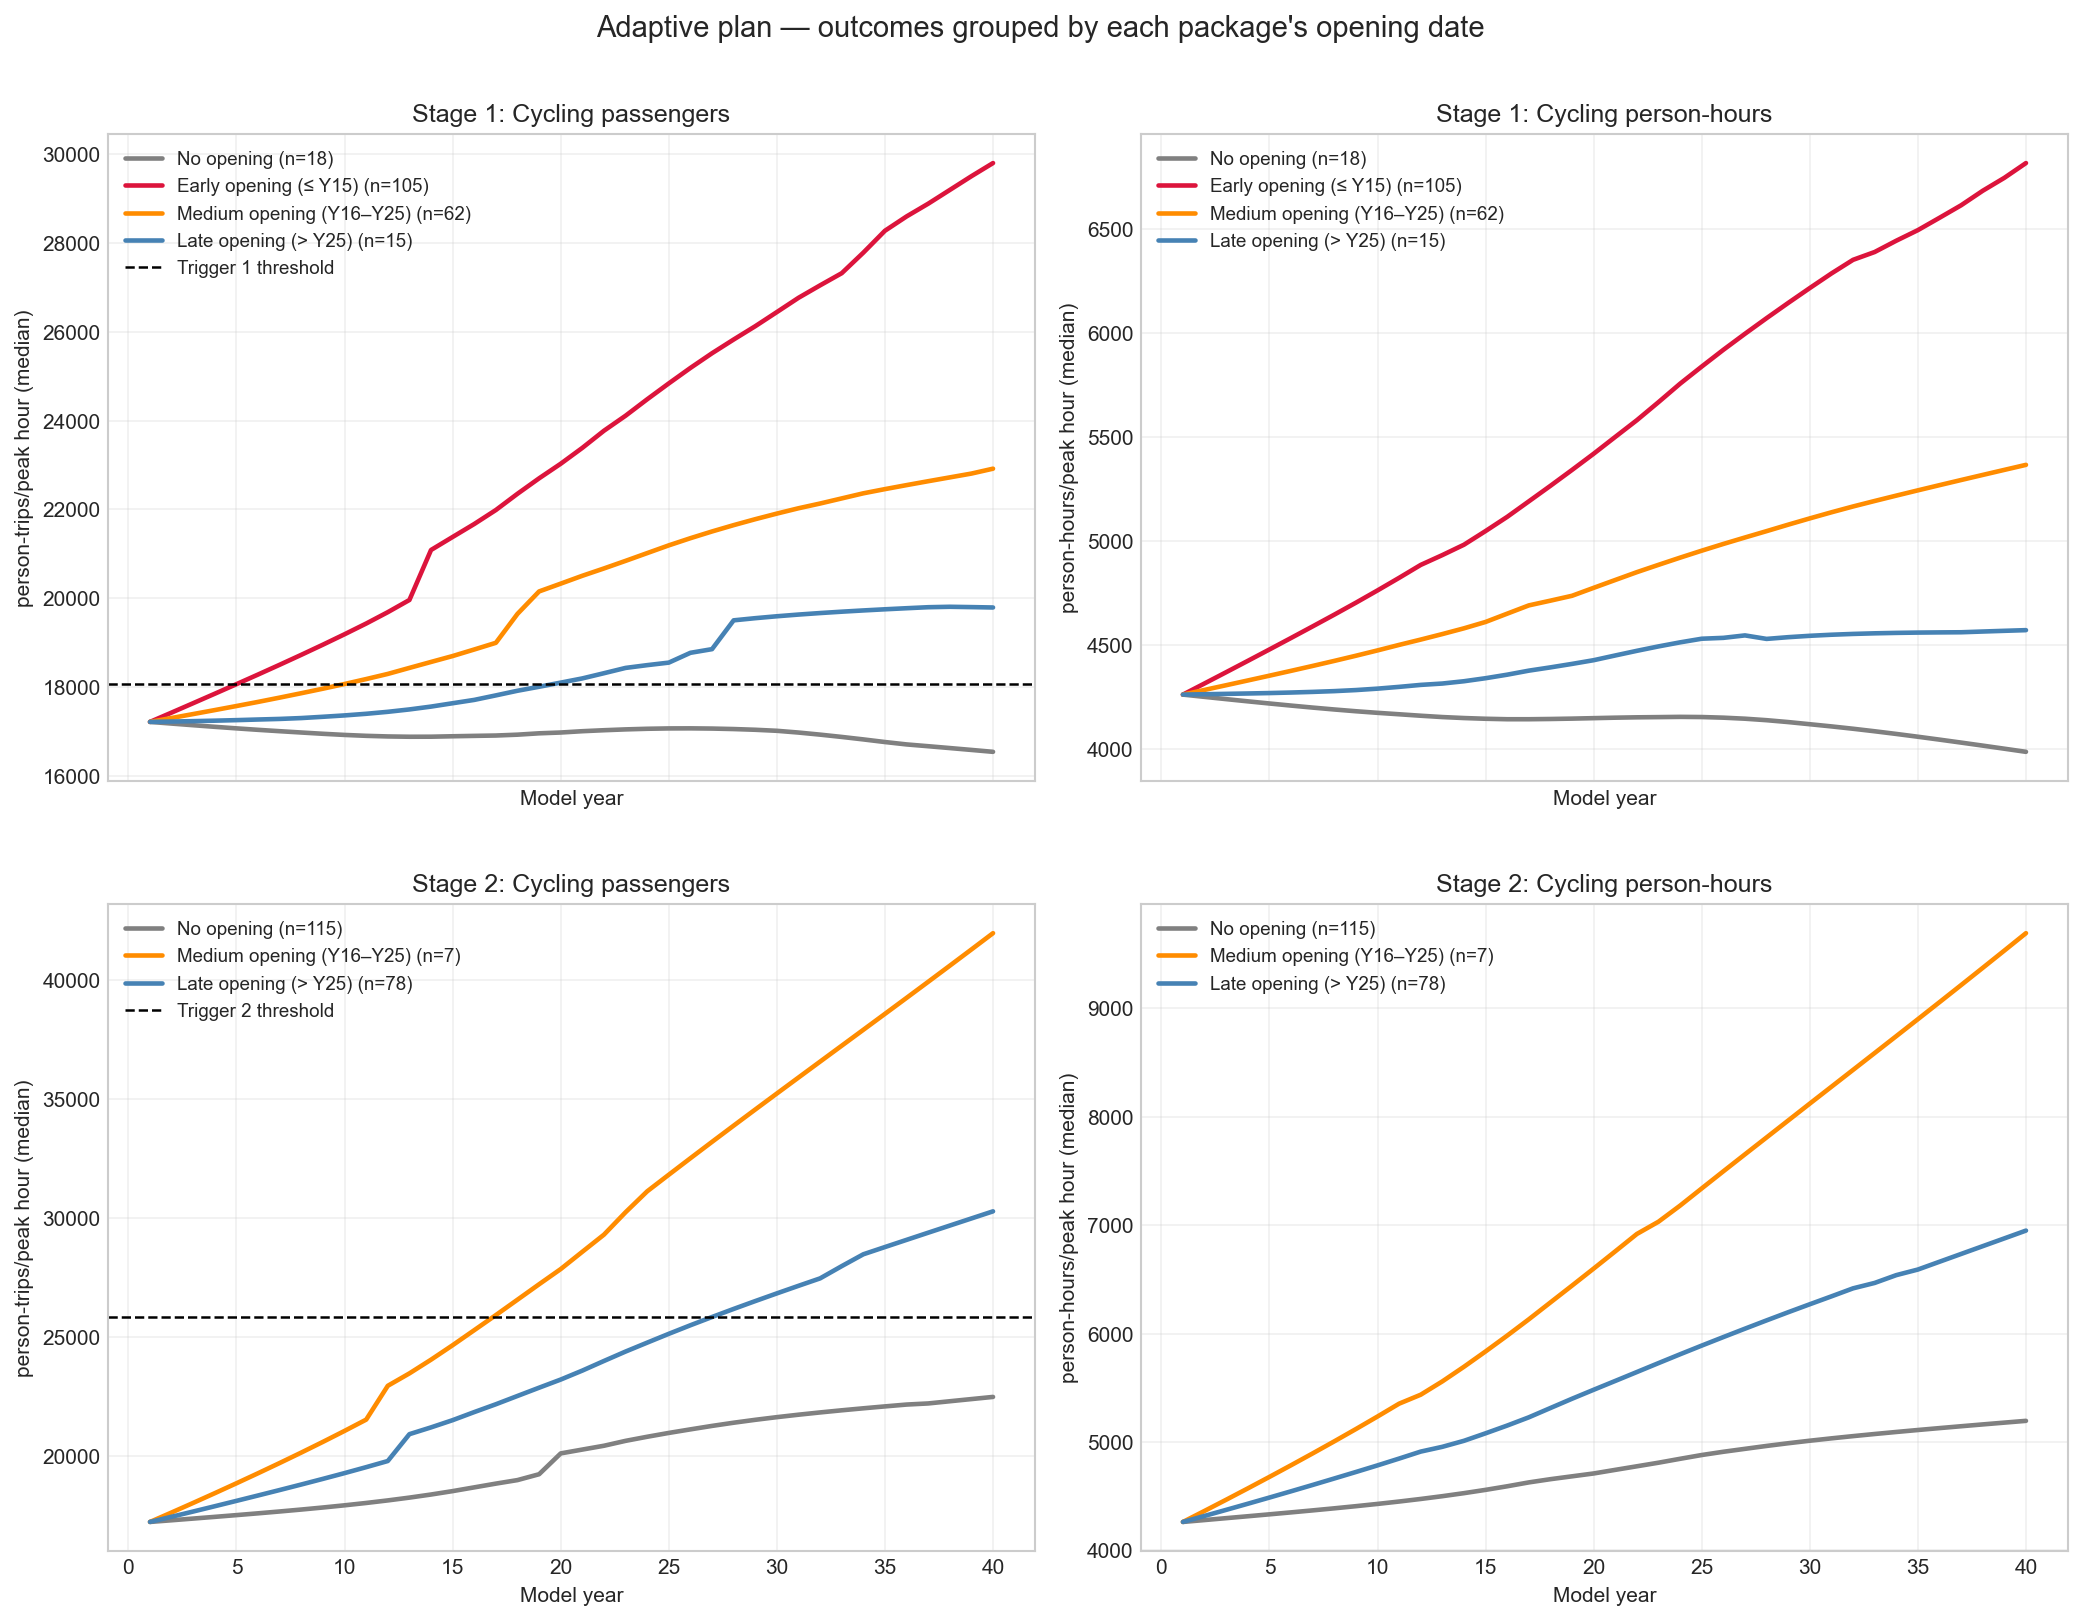 Adaptive plan — outcomes grouped by each package's opening date
Stage 1: Cycling passengers
person-trips/peak hour (median)
30000
28000
26000
24000
22000
20000
18000
16000
No opening (n=18)
Early opening (≤ Y15) (n=105)
Medium opening (Y16–Y25) (n=62)
Late opening (> Y25) (n=15)
Trigger 1 threshold
Model year
Stage 1: Cycling person-hours
person-hours/peak hour (median)
6500
6000
5500
5000
4500
4000
No opening (n=18)
Early opening (≤ Y15) (n=105)
Medium opening (Y16–Y25) (n=62)
Late opening (> Y25) (n=15)
Model year
Stage 2: Cycling passengers
person-trips/peak hour (median)
40000
35000
30000
25000
20000
No opening (n=115)
Medium opening (Y16–Y25) (n=7)
Late opening (> Y25) (n=78)
Trigger 2 threshold
0 5 10 15 20 25 30 35 40
Model year
Stage 2: Cycling person-hours
person-hours/peak hour (median)
9000
8000
7000
6000
5000
4000
No opening (n=115)
Medium opening (Y16–Y25) (n=7)
Late opening (> Y25) (n=78)
0 5 10 15 20 25 30 35 40
Model year